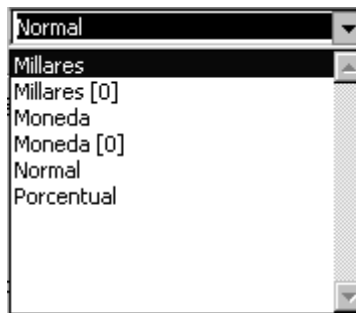 Normal
Millares
Millares [0]
Moneda
Moneda [0]
Normal
Porcentual